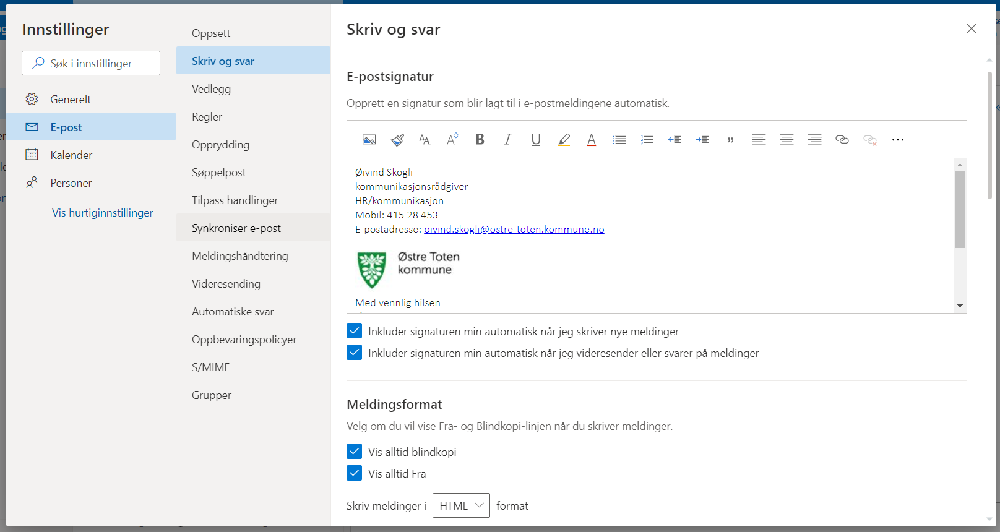 Innstillinger
Søk i innstillinger
Generelt
E-post
Kalender
Personer
Vis hurtiginnstillinger
Oppsett
Skriv og svar
Vedlegg
Regler
Opprydding
Søppelpost
Tilpass handlinger
Synkroniser e-post
Meldingshåndtering
Videresending
Automatiske svar
Oppbevaringspolicyer
S/MIME
Grupper
Skriv og svar
E-postsignatur
Opprett en signatur som blir lagt til i e-postmeldingene automatisk.
Øivind Skogli
kommunikasjonsrådgiver
HR/kommunikasjon
Mobil: 415 28 453
E-postadresse: oivind.skogli@ostre-toten.kommune.no
Østre Toten
kommune
Med vennlig hilsen
Inkluder signaturen min automatisk når jeg skriver nye meldinger
Inkluder signaturen min automatisk når jeg videresender eller svarer på meldinger
Meldingsformat
Velg om du vil vise Fra- og Blindkopi-linjen når du skriver meldinger.
Vis alltid blindkopi
Vis alltid Fra
Skriv meldinger i HTML format